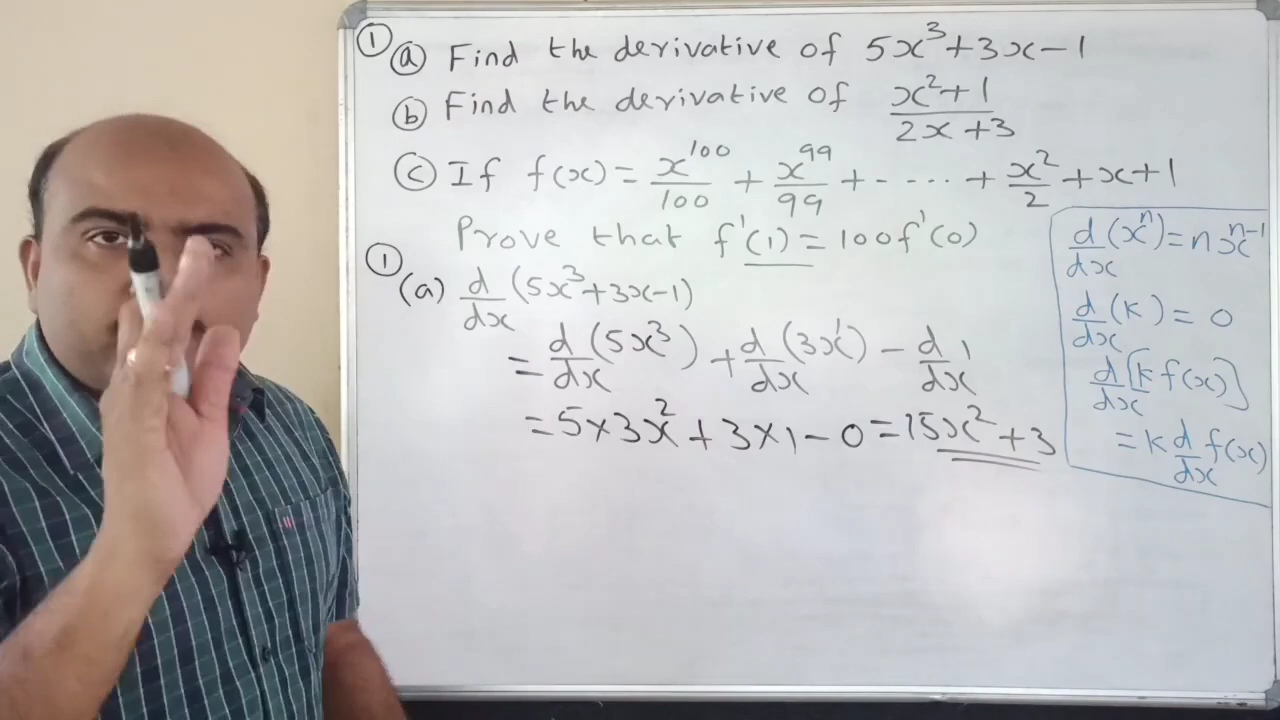 ① ⓐ Find the derivative of 5x³+3x−1
ⓑ Find the derivative of (x²+1)/(2x+3)
ⓒ If f(x) = x¹⁰⁰/100 + x⁹⁹/99 + - - ... + x²/2 + x + 1
Prove that f'(1) = 100f'(0)
① (a) d/dx (5x³+3x−1)
= d/dx (5x³) + d/dx (3x¹) − d/dx 1
= 5×3x² + 3×1 − 0 = 15x² + 3
d/dx (xⁿ) = n xⁿ⁻¹
d/dx (k) = 0
d/dx [k f(x)]
= k d/dx f(x)